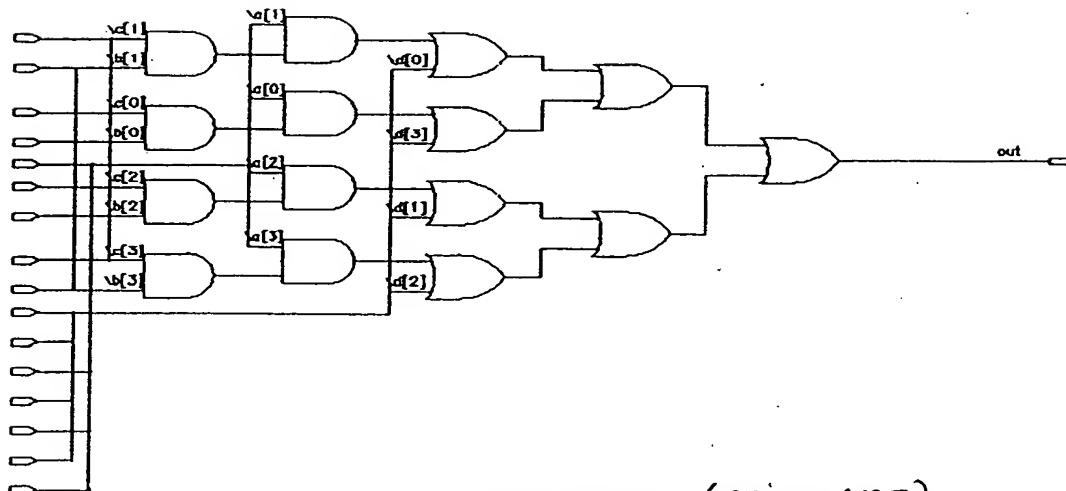 \c[1]
\a[1]
\b[1]
\d[0]
\c[0]
\a[0]
\b[0]
\d[3]
\c[2]
\a[2]
\b[2]
\d[1]
\c[3]
\a[3]
\b[3]
\d[2]
out